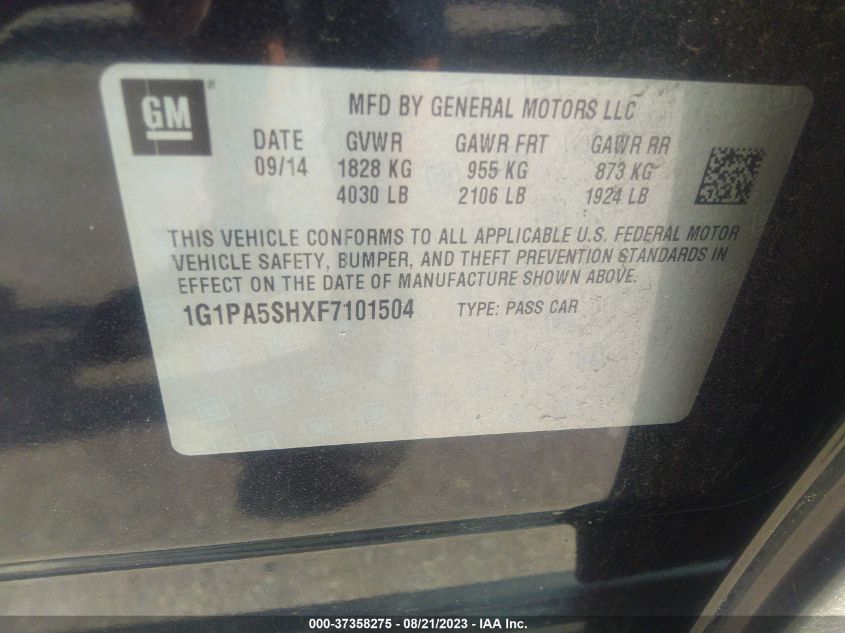 GM®
MFD BY GENERAL MOTORS LLC
DATE GVWR GAWR FRT GAWR RR
09/14 1828 KG 955 KG 873 KG
4030 LB 2106 LB 1924 LB
THIS VEHICLE CONFORMS TO ALL APPLICABLE U.S. FEDERAL MOTOR
VEHICLE SAFETY, BUMPER, AND THEFT PREVENTION STANDARDS IN
EFFECT ON THE DATE OF MANUFACTURE SHOWN ABOVE.
1G1PA5SHXF7101504 TYPE: PASS CAR
000-37358275 - 08/21/2023 - IAA Inc.